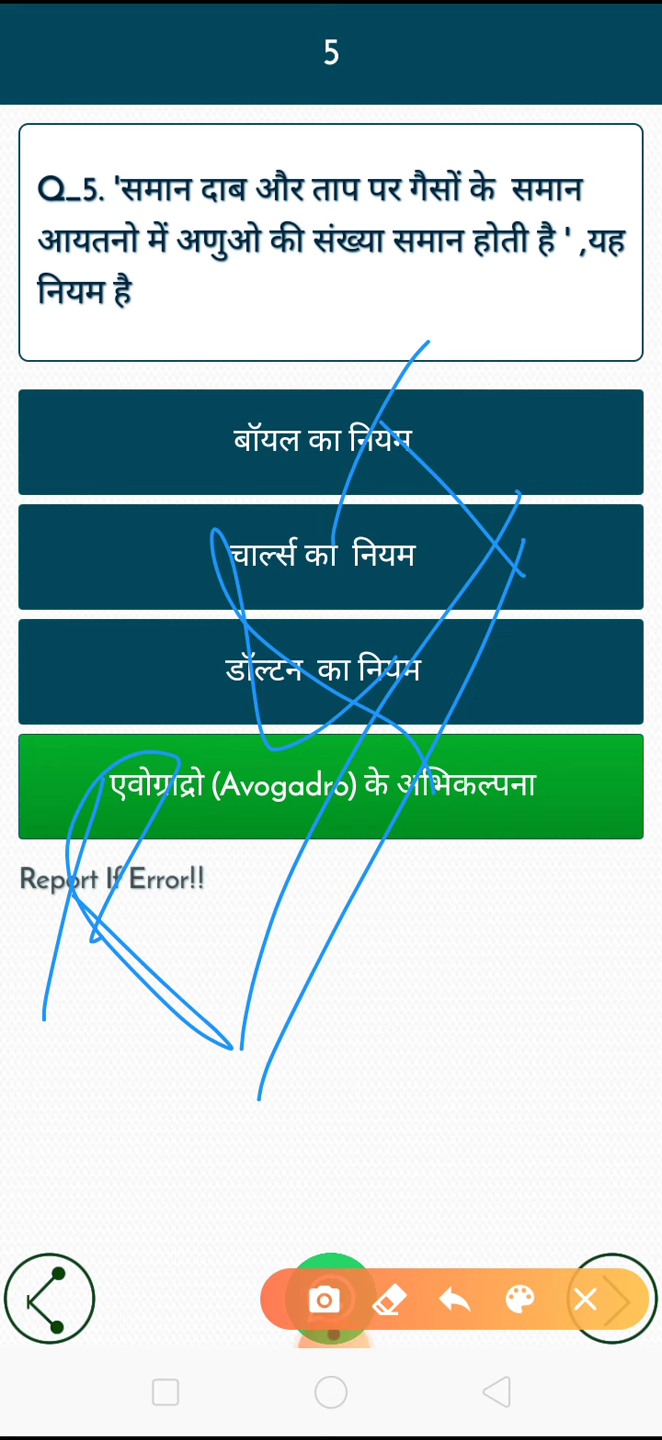 5
Q_5. 'समान दाब और ताप पर गैसों के समान
आयतनो में अणुओ की संख्या समान होती है ' ,यह
नियम है
बॉयल का नियम
चार्ल्स का नियम
डॉल्टन का नियम
एवोग्राद्रो (Avogadro) के अभिकल्पना
Report If Error!!